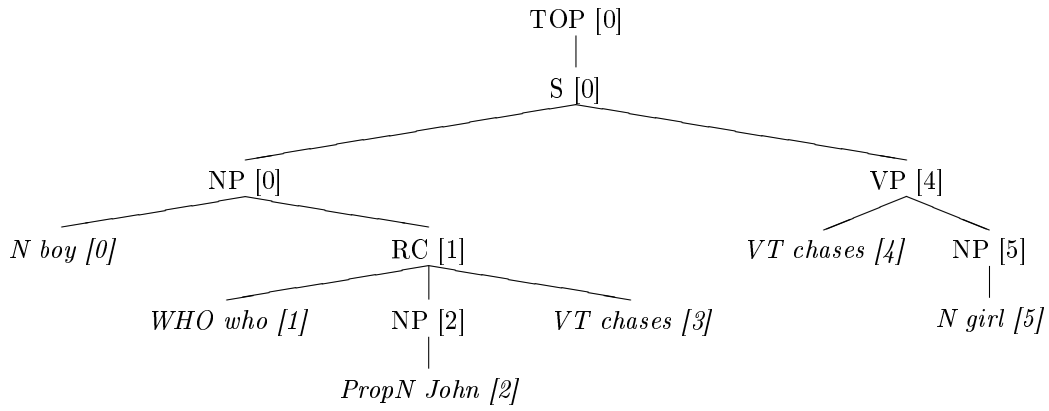 TOP [0]
S [0]
NP [0] VP [4]
N boy [0] RC [1] VT chases [4] NP [5]
WHO who [1] NP [2] VT chases [3] N girl [5]
PropN John [2]